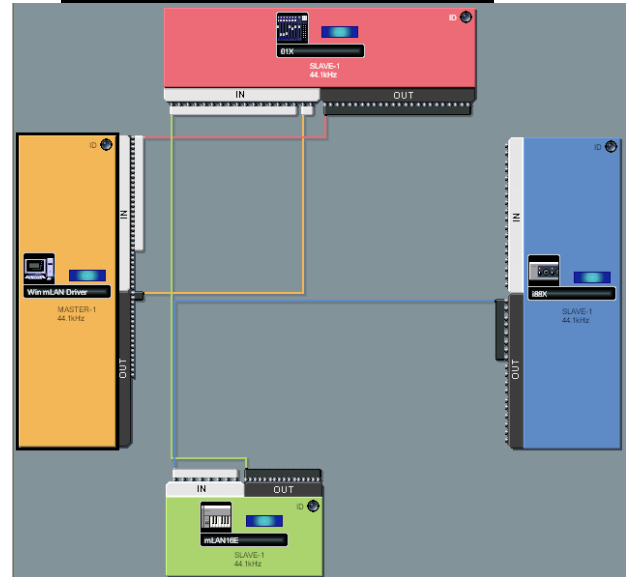 ID
01X
SLAVE-1
44.1kHz
IN
OUT
ID
IN
Win mLAN Driver
MASTER-1
44.1kHz
OUT
ID
IN
i88X
SLAVE-1
44.1kHz
OUT
IN
OUT
ID
mLAN16E
SLAVE-1
44.1kHz